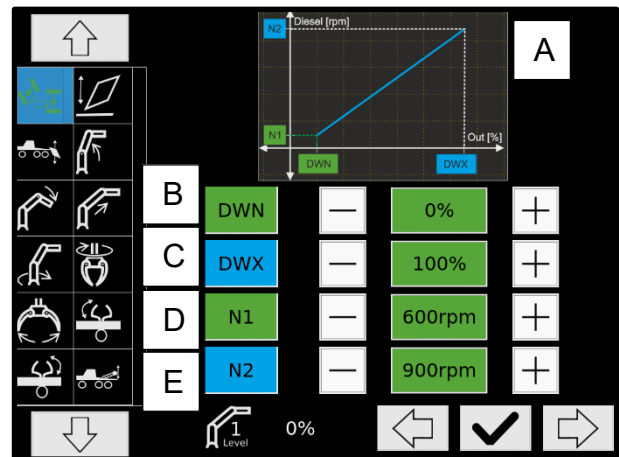 Diesel [rpm]
N2
A
N1
Out [%]
DWN
DWX
B
DWN
0%
C
DWX
100%
D
N1
600rpm
E
N2
900rpm
1
Level
0%